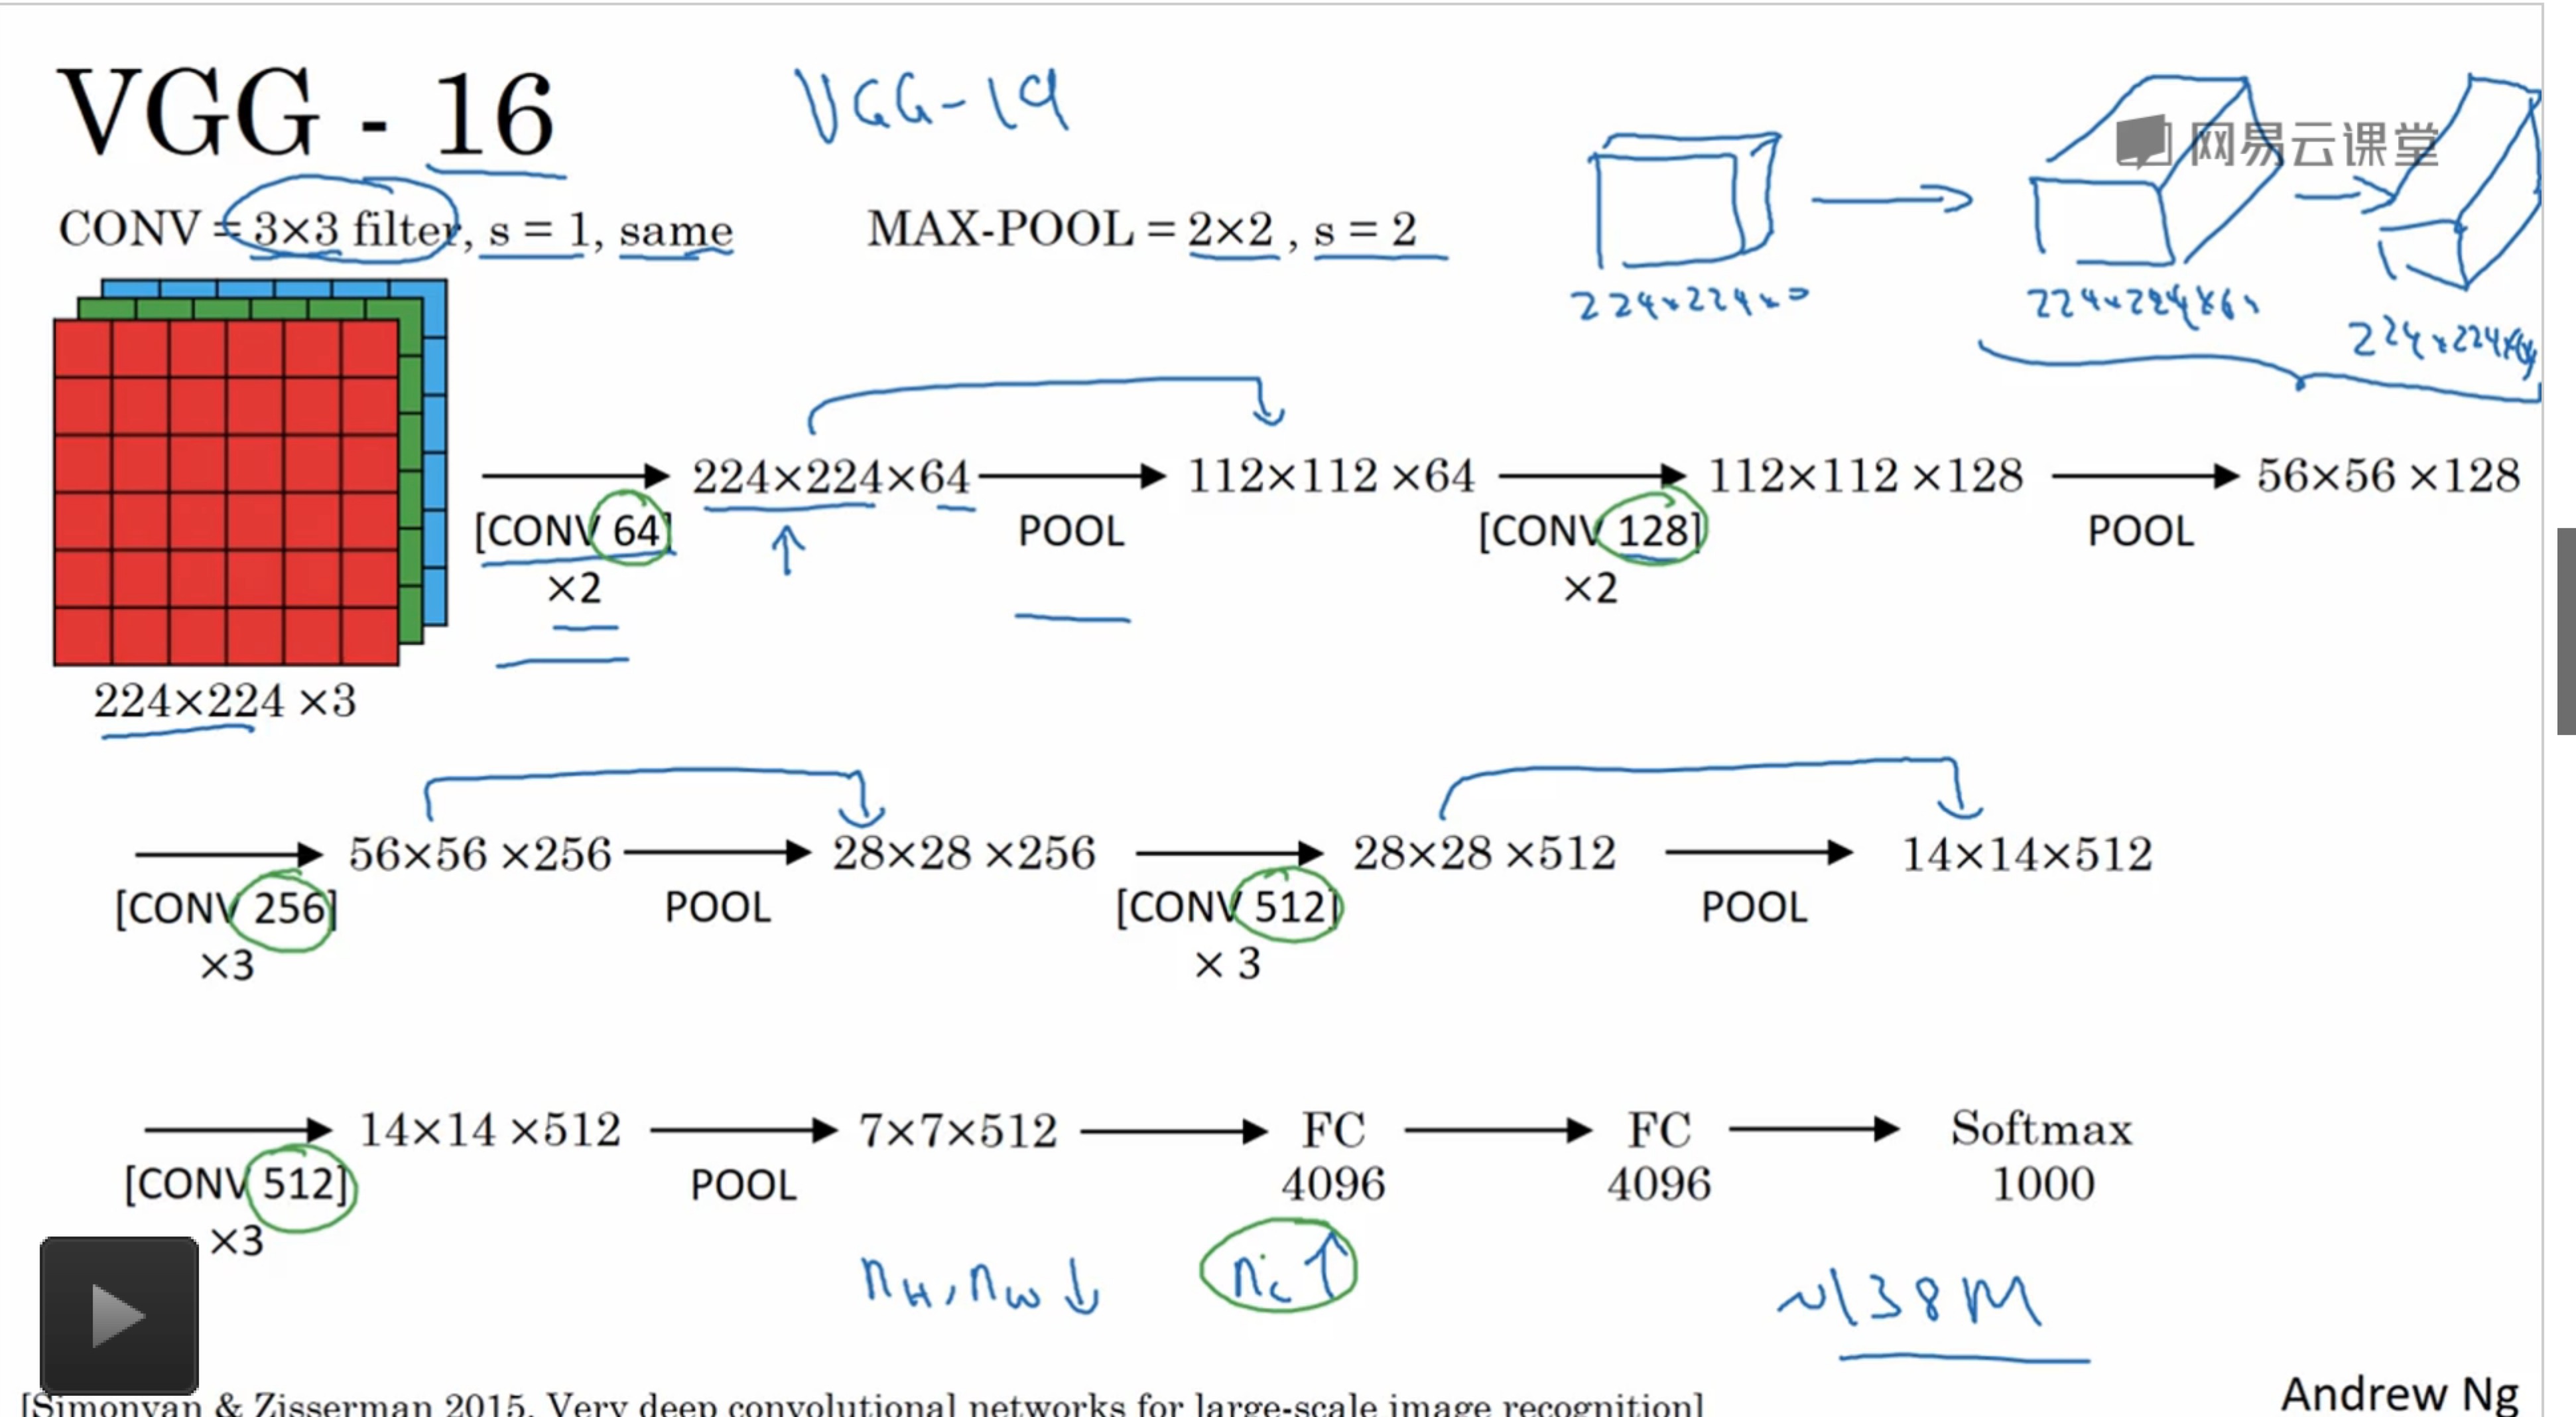 VGG - 16
VGG-19
网易云课堂
CONV = 3×3 filter, s = 1, same
MAX-POOL = 2×2 , s = 2
224×224×3
224×224×64
224×224×64
224×224×64
112×112 ×64
112×112 ×128
56×56 ×128
[CONV 64]
×2
POOL
[CONV 128]
×2
POOL
224×224 ×3
56×56 ×256
28×28 ×256
28×28 ×512
14×14×512
[CONV 256]
×3
POOL
[CONV 512]
× 3
POOL
14×14 ×512
7×7×512
FC
4096
FC
4096
Softmax
1000
[CONV 512]
×3
POOL
nH, nW ↓
nC ↑
~138M
[Simonyan & Zisserman 2015. Very deep convolutional networks for large-scale image recognition]
Andrew Ng